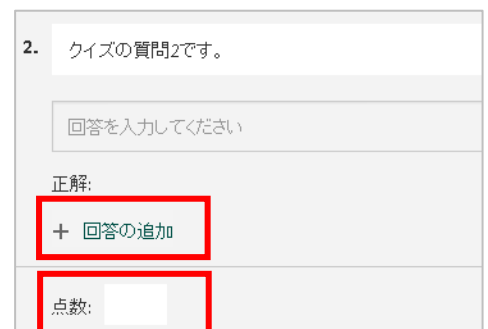 2. クイズの質問2です。
回答を入力してください
正解:
+ 回答の追加
点数: